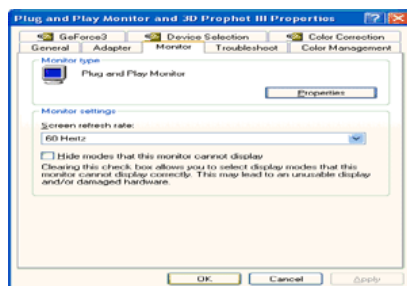 Plug and Play Monitor and 3D Prophet III Properties
GeForce3 Device Selection Color Correction
General Adapter Monitor Troubleshoot Color Management
Monitor type
Plug and Play Monitor
Properties
Monitor settings
Screen refresh rate:
60 Hertz
Hide modes that this monitor cannot display
Clearing this check box allows you to select display modes that this
monitor cannot display correctly. This may lead to an unusable display
and/or damaged hardware.
OK Cancel Apply